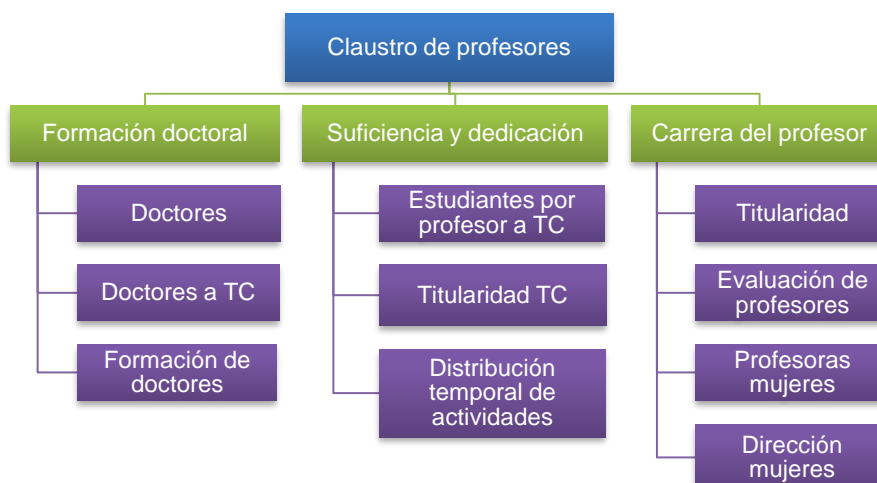 Claustro de profesores
Formación doctoral
Doctores
Doctores a TC
Formación de
doctores
Suficiencia y dedicación
Estudiantes por
profesor a TC
Titularidad TC
Distribución
temporal de
actividades
Carrera del profesor
Titularidad
Evaluación de
profesores
Profesoras
mujeres
Dirección
mujeres